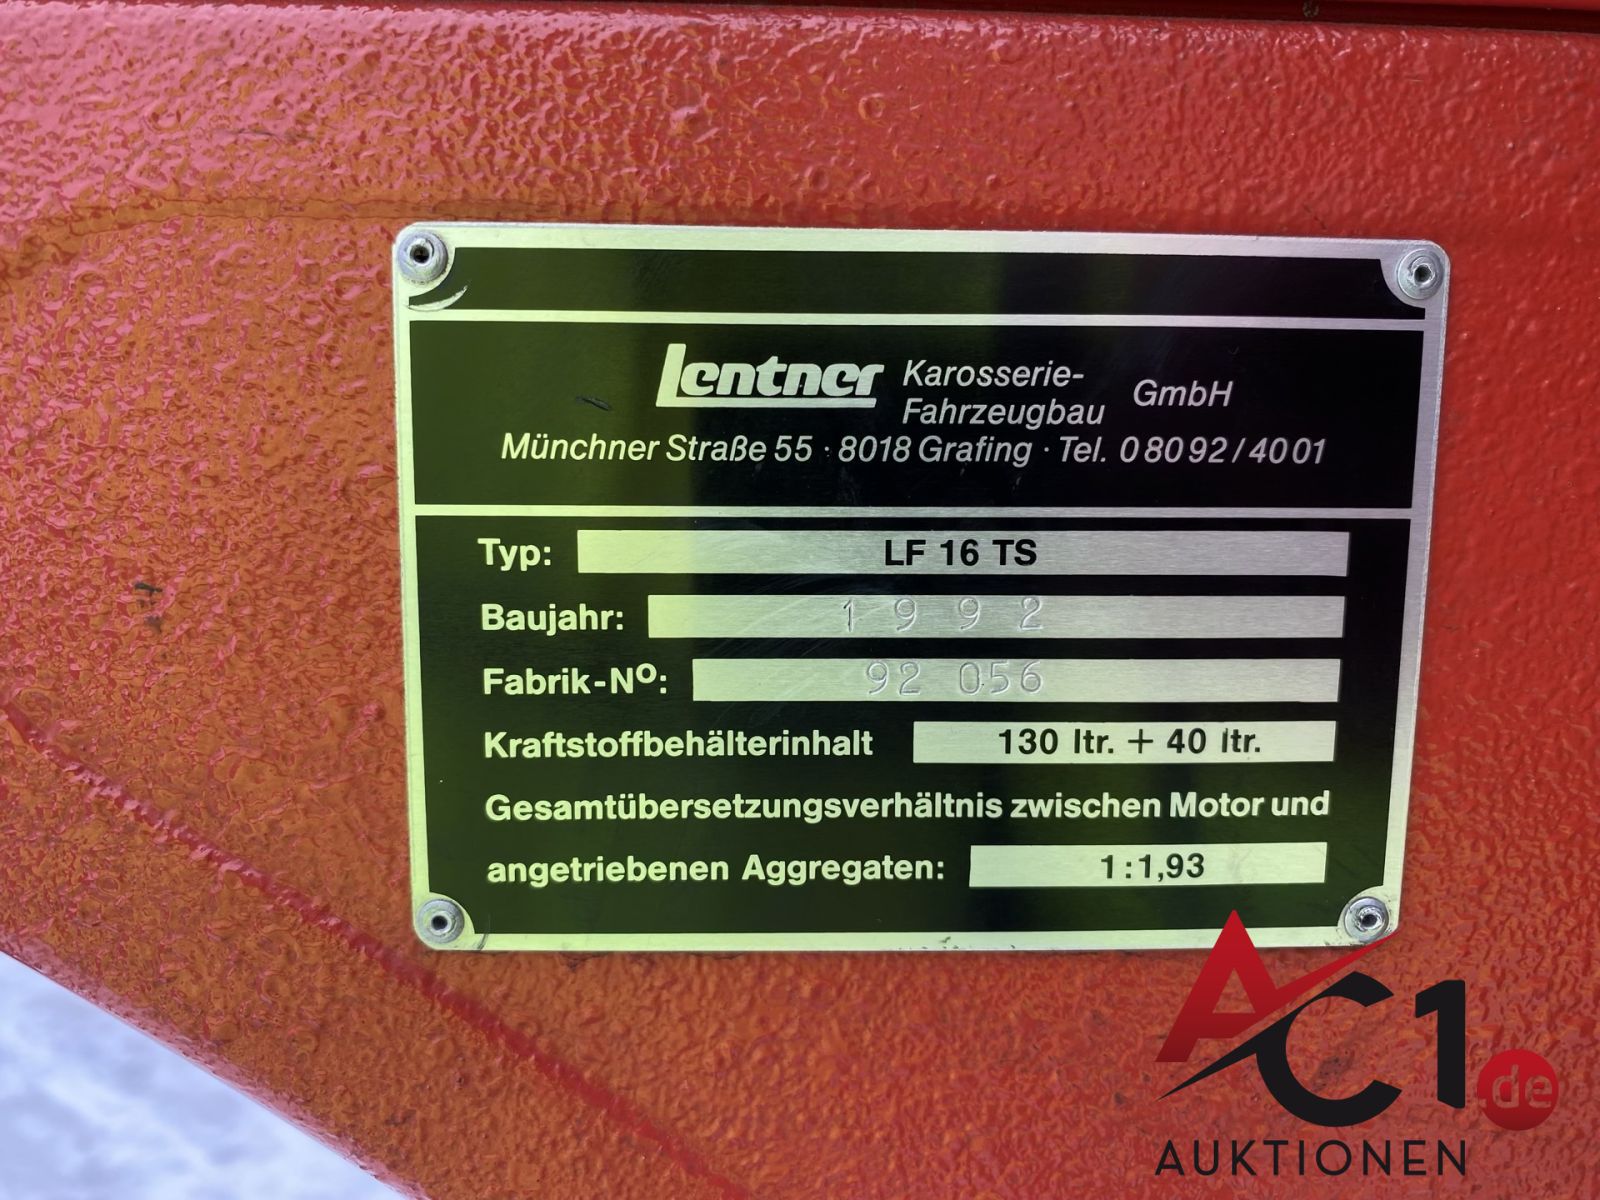 Lentner Karosserie-
Fahrzeugbau GmbH
Münchner Straße 55 · 8018 Grafing · Tel. 08092/4001
Typ: LF 16 TS
Baujahr: 1992
Fabrik-Nº: 92 056
Kraftstoffbehälterinhalt 130 ltr. + 40 ltr.
Gesamtübersetzungsverhältnis zwischen Motor und
angetriebenen Aggregaten: 1:1,93
AC1.de
AUKTIONEN